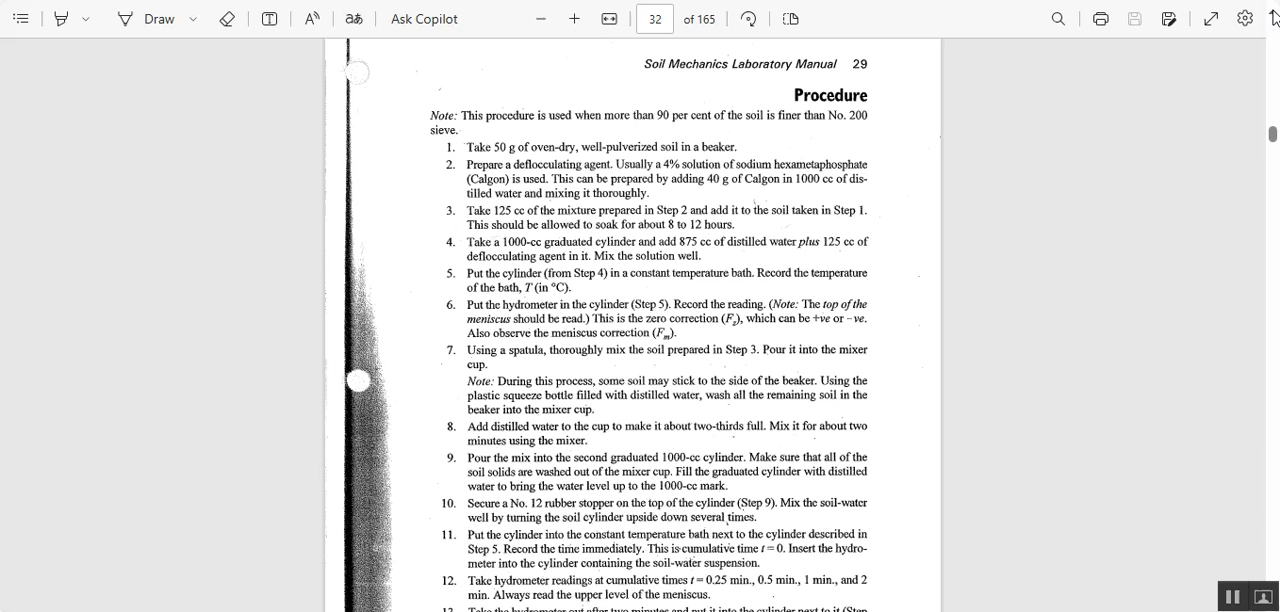 Draw
Ask Copilot
32 of 165
Soil Mechanics Laboratory Manual 29
Procedure
Note: This procedure is used when more than 90 per cent of the soil is finer than No. 200
sieve.
1. Take 50 g of oven-dry, well-pulverized soil in a beaker.
2. Prepare a deflocculating agent. Usually a 4% solution of sodium hexametaphosphate
(Calgon) is used. This can be prepared by adding 40 g of Calgon in 1000 cc of dis-
tilled water and mixing it thoroughly.
3. Take 125 cc of the mixture prepared in Step 2 and add it to the soil taken in Step 1.
This should be allowed to soak for about 8 to 12 hours.
4. Take a 1000-cc graduated cylinder and add 875 cc of distilled water plus 125 cc of
deflocculating agent in it. Mix the solution well.
5. Put the cylinder (from Step 4) in a constant temperature bath. Record the temperature
of the bath, T (in °C).
6. Put the hydrometer in the cylinder (Step 5). Record the reading. (Note: The top of the
meniscus should be read.) This is the zero correction (Fz), which can be +ve or −ve.
Also observe the meniscus correction (Fm).
7. Using a spatula, thoroughly mix the soil prepared in Step 3. Pour it into the mixer
cup.
Note: During this process, some soil may stick to the side of the beaker. Using the
plastic squeeze bottle filled with distilled water, wash all the remaining soil in the
beaker into the mixer cup.
8. Add distilled water to the cup to make it about two-thirds full. Mix it for about two
minutes using the mixer.
9. Pour the mix into the second graduated 1000-cc cylinder. Make sure that all of the
soil solids are washed out of the mixer cup. Fill the graduated cylinder with distilled
water to bring the water level up to the 1000-cc mark.
10. Secure a No. 12 rubber stopper on the top of the cylinder (Step 9). Mix the soil-water
well by turning the soil cylinder upside down several times.
11. Put the cylinder into the constant temperature bath next to the cylinder described in
Step 5. Record the time immediately. This is cumulative time t = 0. Insert the hydro-
meter into the cylinder containing the soil-water suspension.
12. Take hydrometer readings at cumulative times t = 0.25 min., 0.5 min., 1 min., and 2
min. Always read the upper level of the meniscus.
13. Take the hydrometer out after two minutes and put it into the cylinder next to it (Step